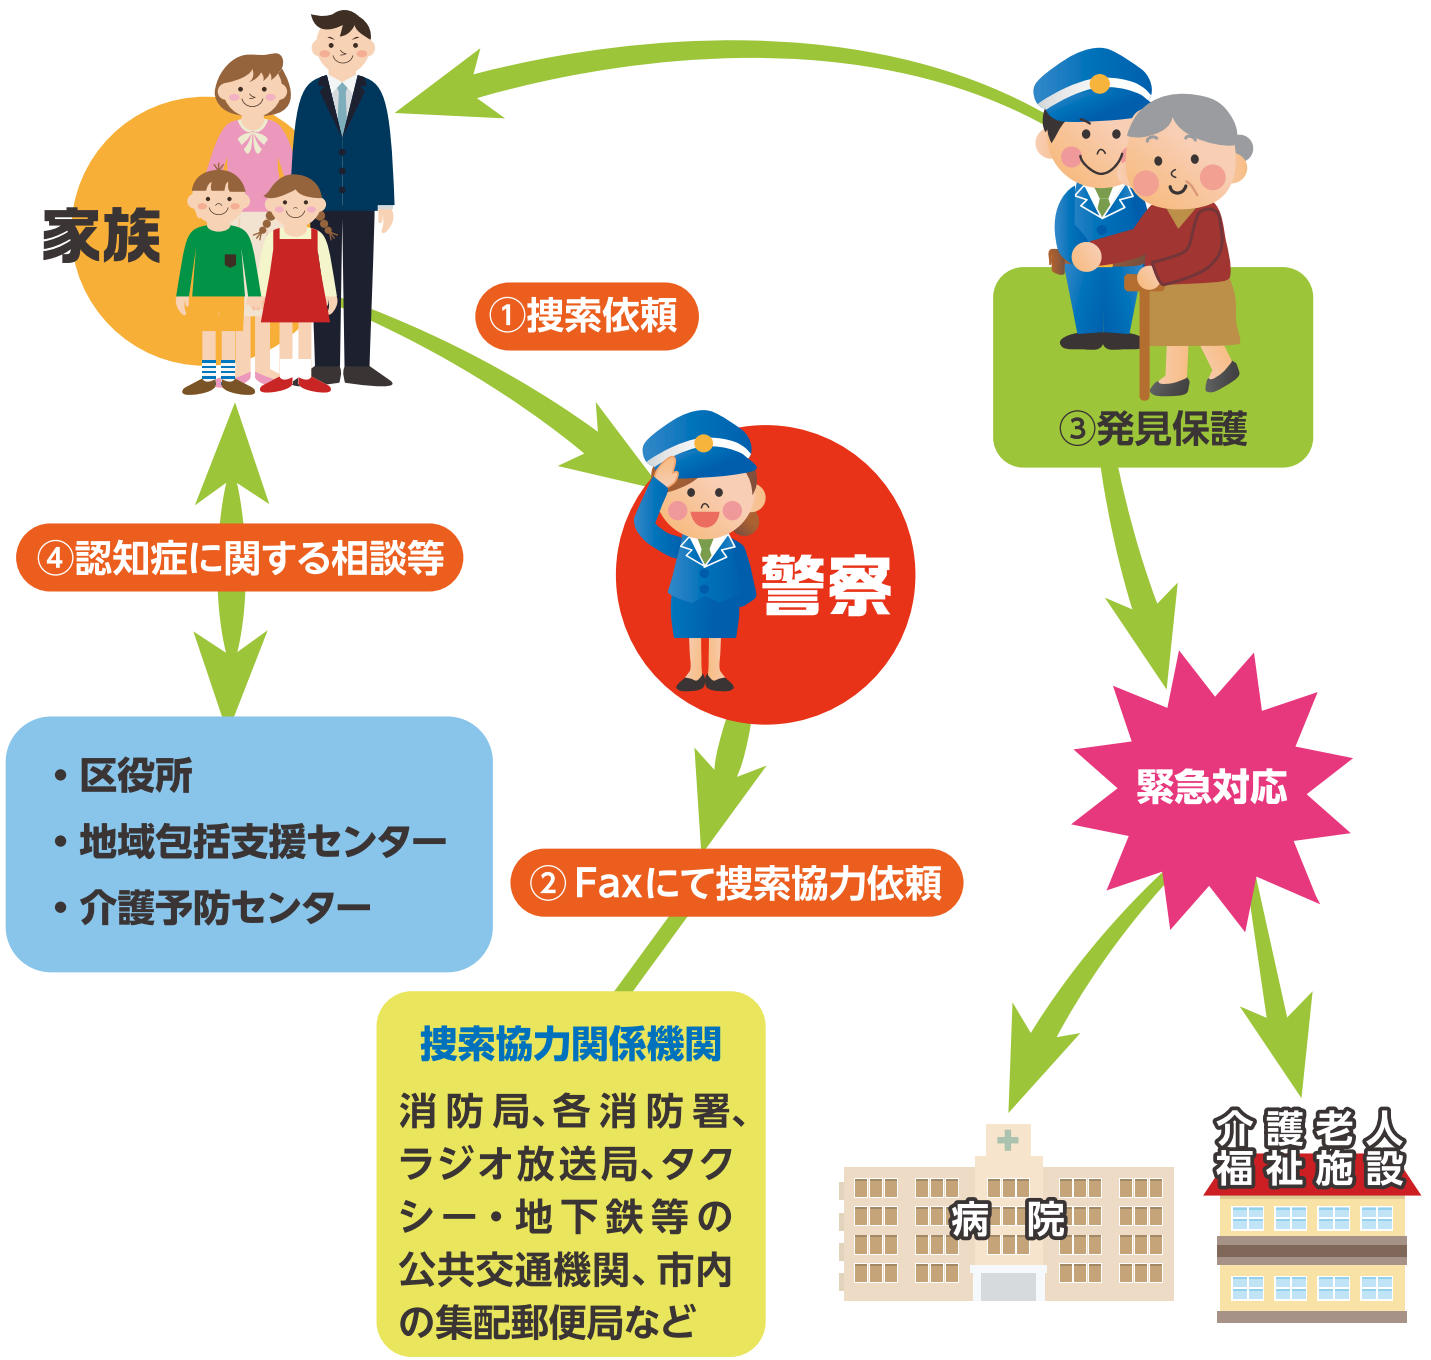 家族
①捜索依頼
③発見保護
④認知症に関する相談等
警察
・区役所
・地域包括支援センター
・介護予防センター
緊急対応
② Faxにて捜索協力依頼
捜索協力関係機関
消防局、各消防署、
ラジオ放送局、タク
シー・地下鉄等の
公共交通機関、市内
の集配郵便局など
病院
介護老人
福祉施設